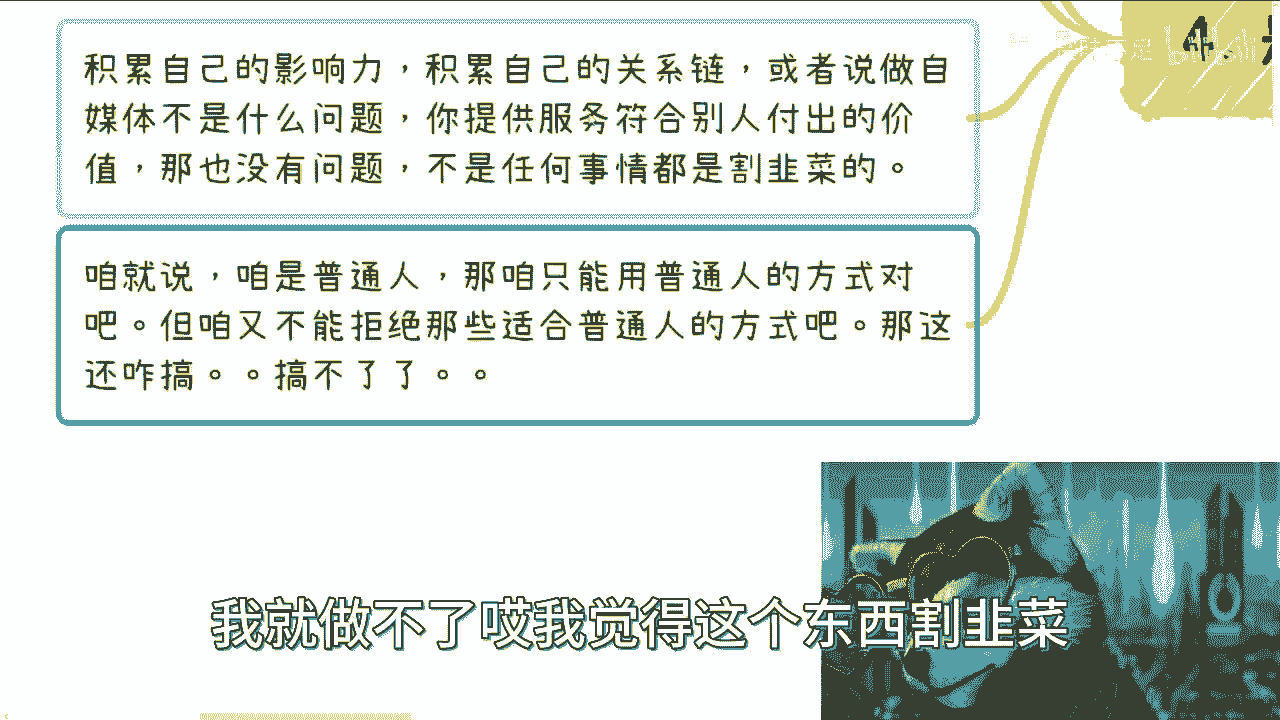 积累自己的影响力，积累自己的关系链，或者说做自
媒体不是什么问题，你提供服务符合别人付出的价
值，那也没有问题，不是任何事情都是割韭菜的。
咱就说，咱是普通人，那咱只能用普通人的方式对
吧。但咱又不能拒绝那些适合普通人的方式吧。那这
还咋搞。。搞不了了。。
4.
我就做不了哎我觉得这个东西割韭菜